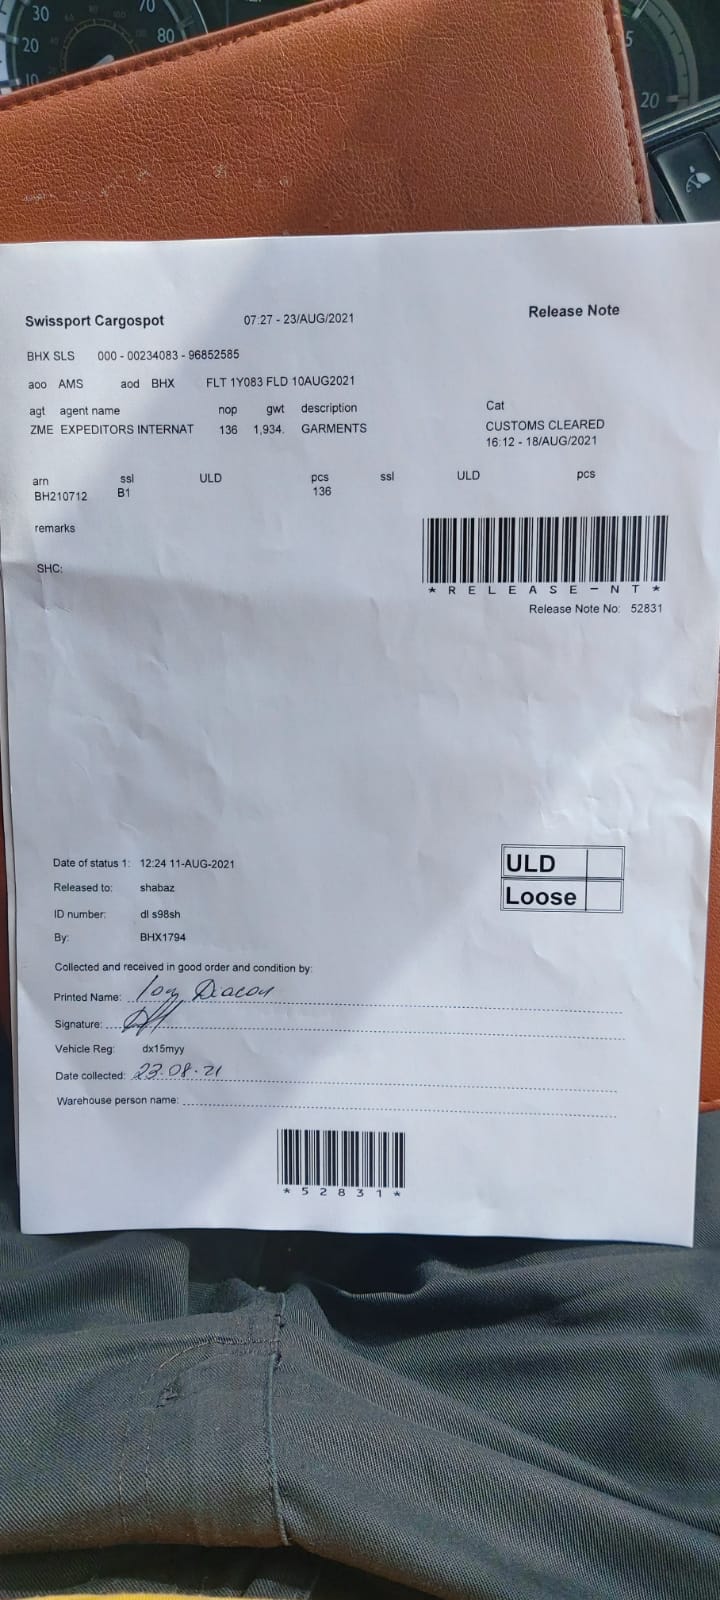 30
20
10
70
80
5
20
Swissport Cargospot 07:27 - 23/AUG/2021 Release Note
BHX SLS 000 - 00234083 - 96852585
aoo AMS aod BHX FLT 1Y083 FLD 10AUG2021
agt agent name nop gwt description Cat
ZME EXPEDITORS INTERNAT 136 1,934. GARMENTS CUSTOMS CLEARED
16:12 - 18/AUG/2021
arn ssl ULD pcs ssl ULD pcs
BH210712 B1 136
remarks
SHC:
* R E L E A S E - N T *
Release Note No: 52831
Date of status 1: 12:24 11-AUG-2021
ULD
Released to: shabaz
Loose
ID number: dl s98sh
By: BHX1794
Collected and received in good order and condition by:
Printed Name: Deacon
Signature:
Vehicle Reg: dx15myy
Date collected: 23.08.21
Warehouse person name:
* 5 2 8 3 1 *